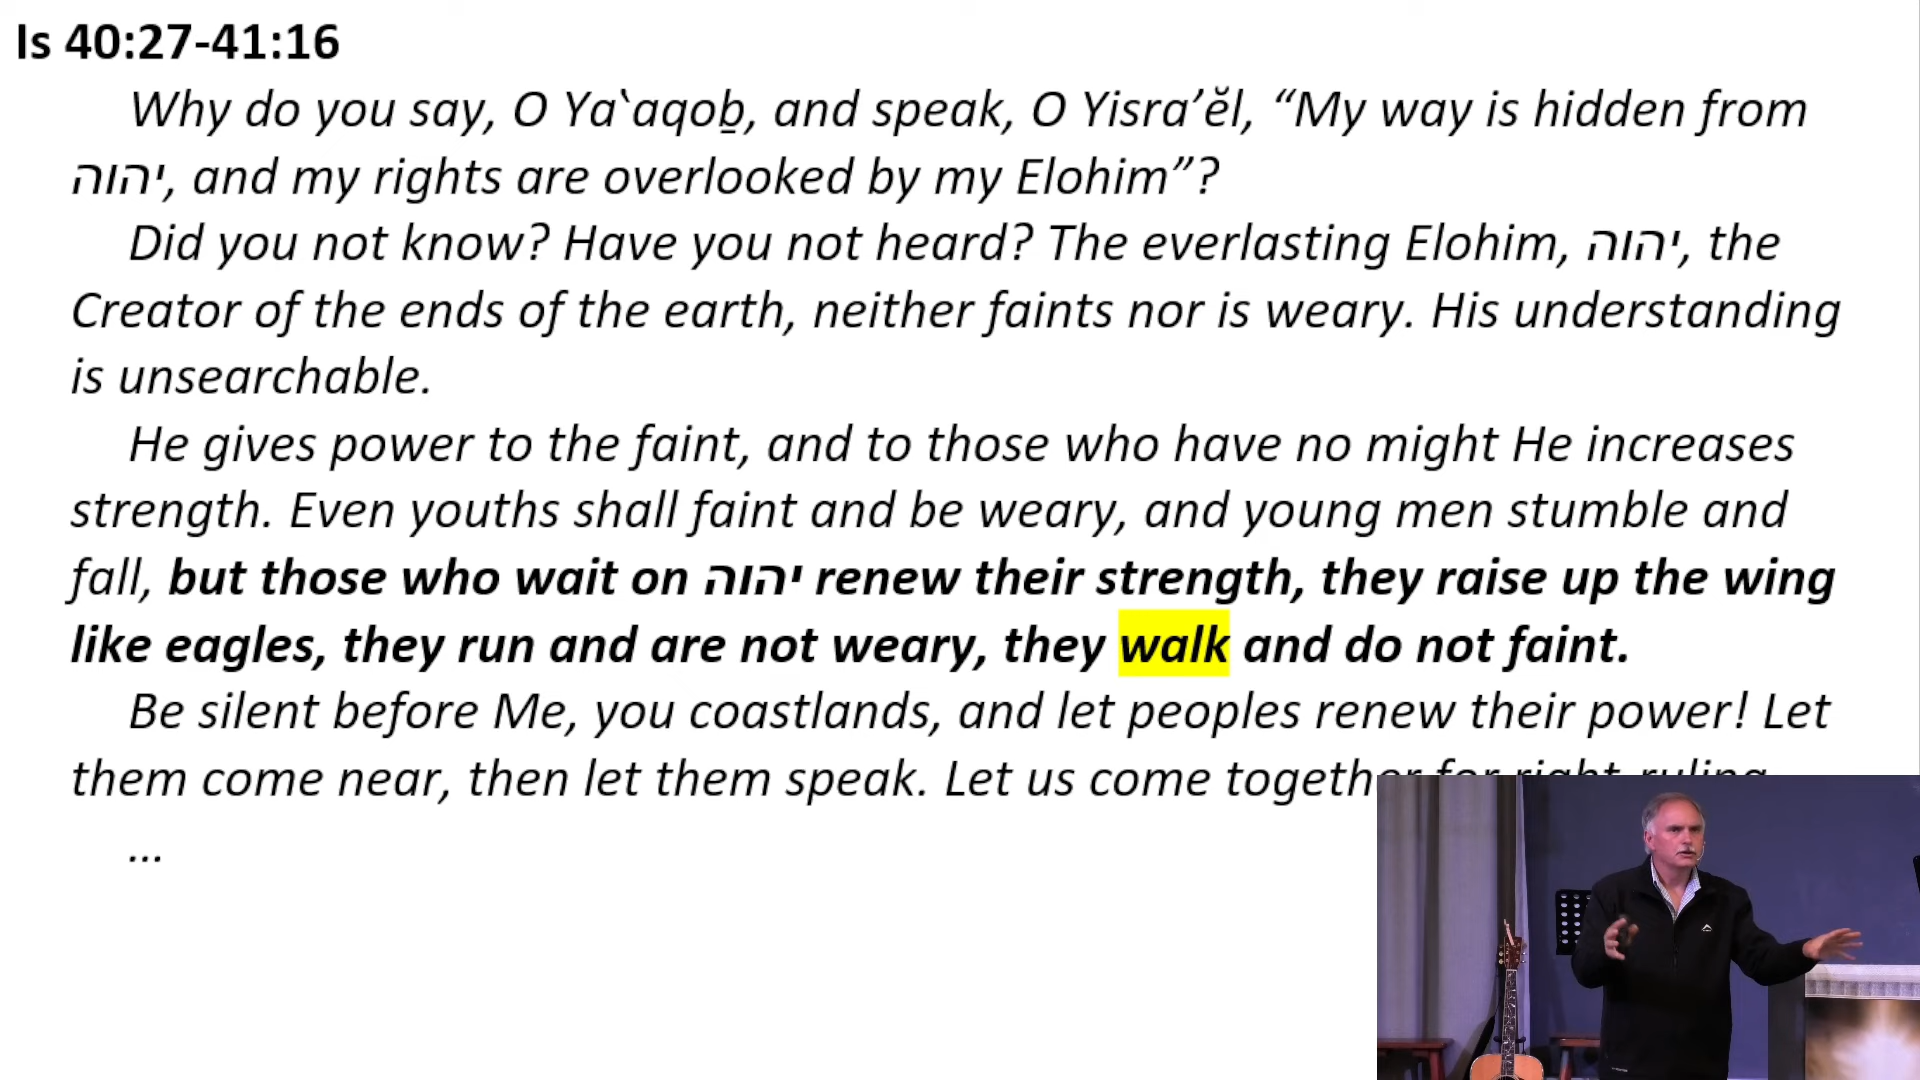 Is 40:27-41:16
Why do you say, O Ya‛aqoḇ, and speak, O Yisra’ĕl, “My way is hidden from
יהוה, and my rights are overlooked by my Elohim”?
Did you not know? Have you not heard? The everlasting Elohim, יהוה, the
Creator of the ends of the earth, neither faints nor is weary. His understanding
is unsearchable.
He gives power to the faint, and to those who have no might He increases
strength. Even youths shall faint and be weary, and young men stumble and
fall, but those who wait on יהוה renew their strength, they raise up the wing
like eagles, they run and are not weary, they walk and do not faint.
Be silent before Me, you coastlands, and let peoples renew their power! Let
them come near, then let them speak. Let us come together for right-ruling.
...